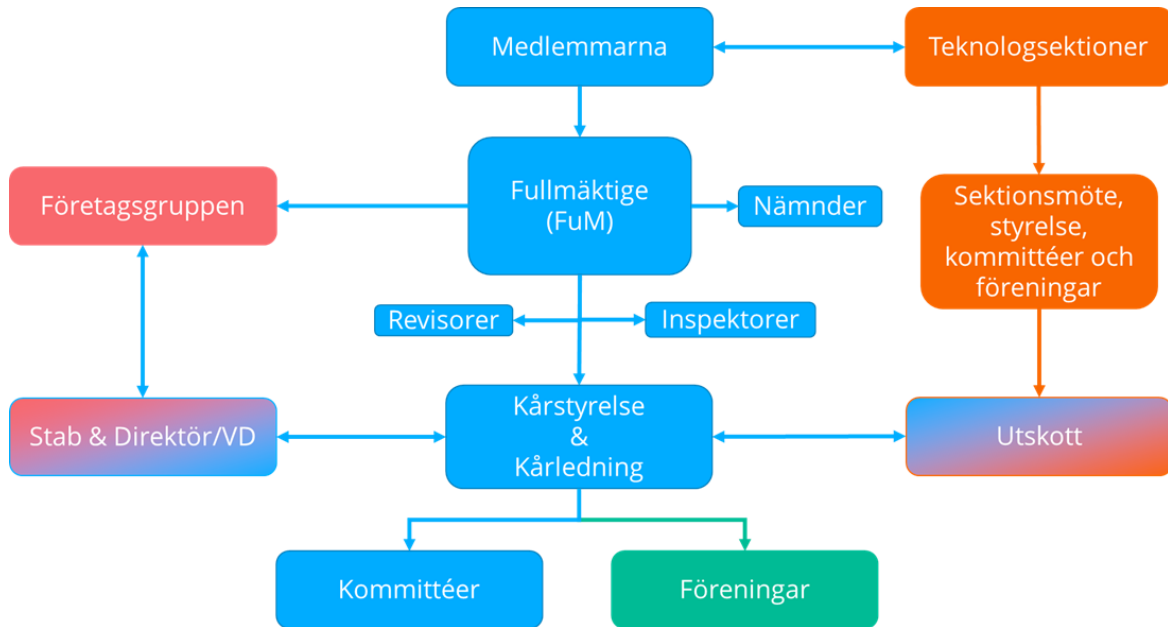 Medlemmarna
Teknologsektioner
Företagsgruppen
Fullmäktige
(FuM)
Nämnder
Sektionsmöte,
styrelse,
kommittéer och
föreningar
Revisorer
Inspektorer
Stab & Direktör/VD
Kårstyrelse
&
Kårledning
Utskott
Kommittéer
Föreningar